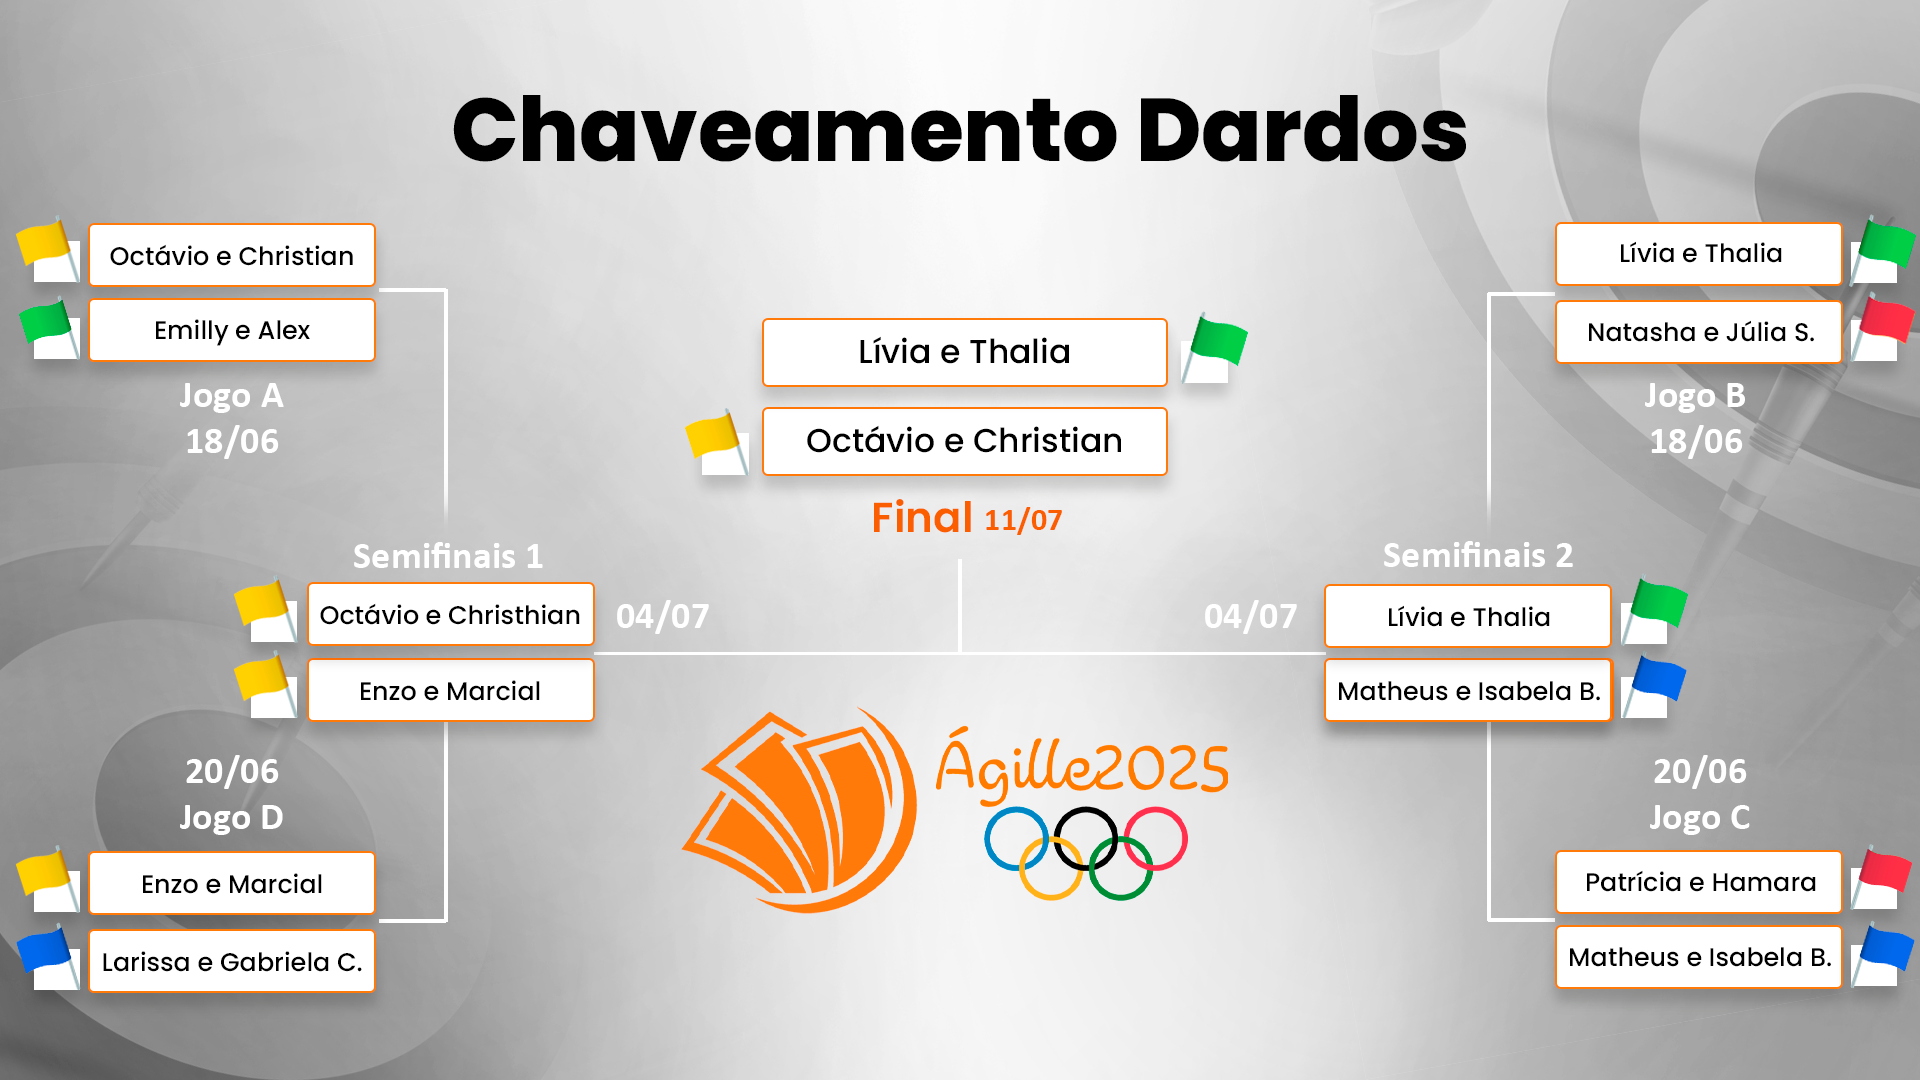 Chaveamento Dardos
Octávio e Christian
Emilly e Alex
Jogo A
18/06
Lívia e Thalia
Natasha e Júlia S.
Jogo B
18/06
Lívia e Thalia
Octávio e Christian
Final 11/07
Semifinais 1
Octávio e Christhian
04/07
Enzo e Marcial
Semifinais 2
04/07
Lívia e Thalia
Matheus e Isabela B.
20/06
Jogo D
Enzo e Marcial
Larissa e Gabriela C.
Ágille2025
20/06
Jogo C
Patrícia e Hamara
Matheus e Isabela B.